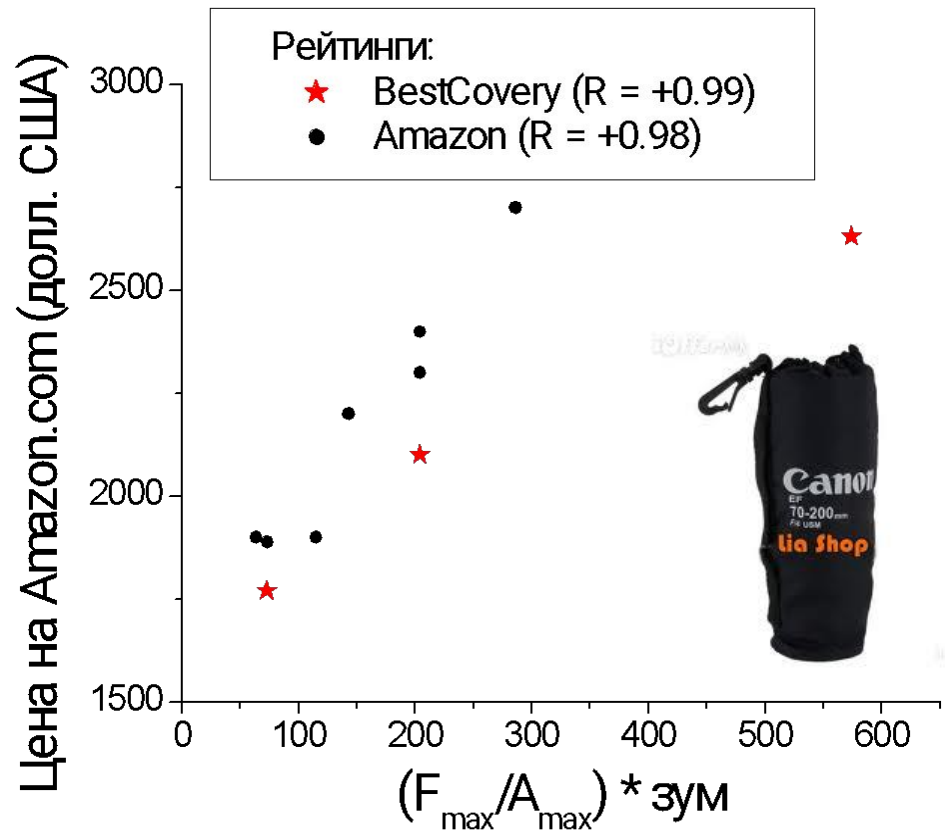 Рейтинги:
BestCovery (R = +0.99)
Amazon (R = +0.98)
Цена на Amazon.com (долл. США)
3000
2500
2000
1500
0 100 200 300 400 500 600
(Fmax/Amax) * зум
Canon
EF
70-200mm
Lia Shop